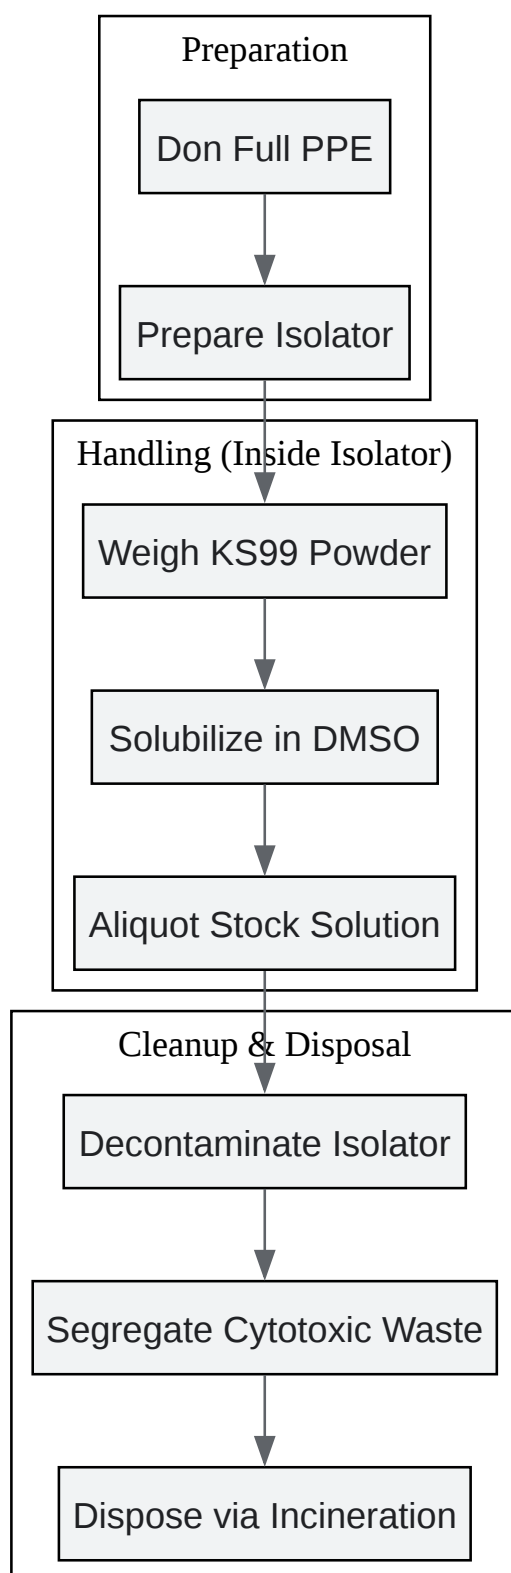 Preparation
Don Full PPE
Prepare Isolator
Handling (Inside Isolator)
Weigh KS99 Powder
Solubilize in DMSO
Aliquot Stock Solution
Cleanup & Disposal
Decontaminate Isolator
Segregate Cytotoxic Waste
Dispose via Incineration